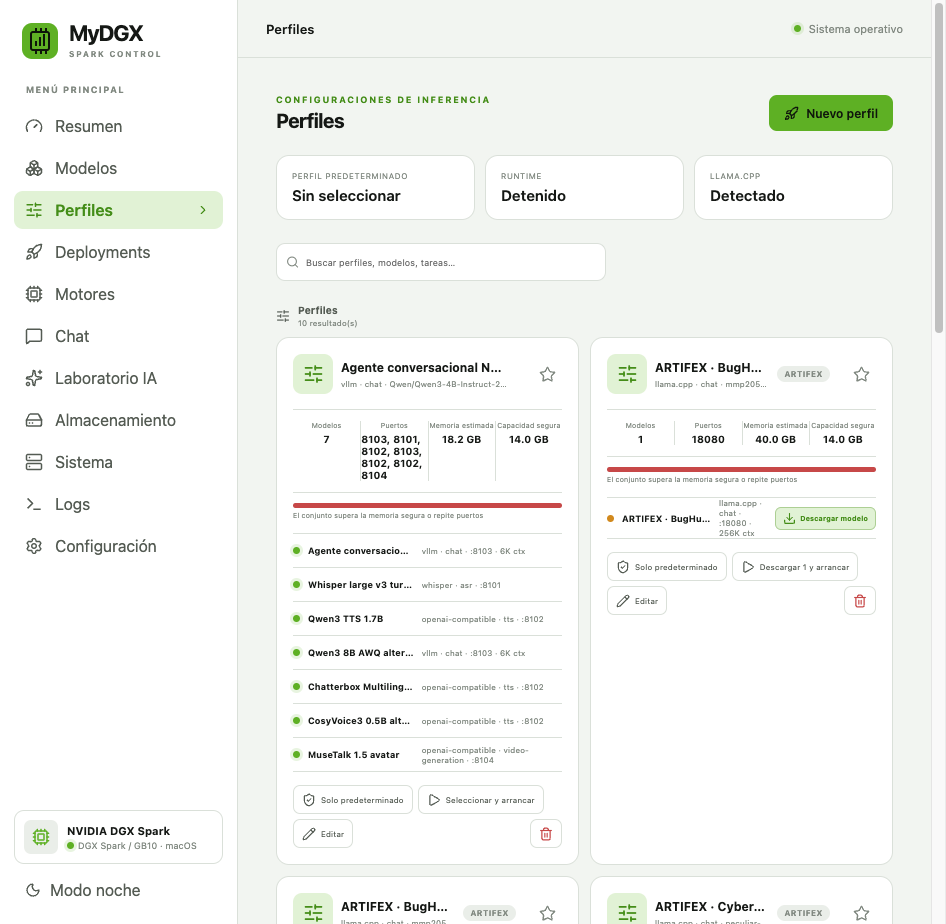 MyDGX
SPARK CONTROL
MENÚ PRINCIPAL
Resumen
Modelos
Perfiles
Deployments
Motores
Chat
Laboratorio IA
Almacenamiento
Sistema
Logs
Configuración
NVIDIA DGX Spark
DGX Spark / GB10 · macOS
Modo noche
Perfiles
Sistema operativo
CONFIGURACIONES DE INFERENCIA
Perfiles
Nuevo perfil
PERFIL PREDETERMINADO
Sin seleccionar
RUNTIME
Detenido
LLAMA.CPP
Detectado
Buscar perfiles, modelos, tareas...
Perfiles
10 resultado(s)
Agente conversacional N...
vllm · chat · Qwen/Qwen3-4B-Instruct-2...
Modelos
7
Puertos
8103, 8101,
8102, 8103,
8102, 8102,
8104
Memoria estimada
18.2 GB
Capacidad segura
14.0 GB
El conjunto supera la memoria segura o repite puertos
Agente conversacio... vllm · chat · :8103 · 6K ctx
Whisper large v3 tur... whisper · asr · :8101
Qwen3 TTS 1.7B openai-compatible · tts · :8102
Qwen3 8B AWQ alter... vllm · chat · :8103 · 6K ctx
Chatterbox Multiling... openai-compatible · tts · :8102
CosyVoice3 0.5B alt... openai-compatible · tts · :8102
MuseTalk 1.5 avatar openai-compatible · video-
generation · :8104
Solo predeterminado
Seleccionar y arrancar
Editar
ARTIFEX · BugH...
llama.cpp · chat · mmp205...
ARTIFEX
Modelos
1
Puertos
18080
Memoria estimada
40.0 GB
Capacidad segura
14.0 GB
El conjunto supera la memoria segura o repite puertos
ARTIFEX · BugHu...
llama.cpp ·
chat ·
:18080 ·
256K ctx
Descargar modelo
Solo predeterminado
Descargar 1 y arrancar
Editar
ARTIFEX · BugH...
llama.cpp · chat · mmp205...
ARTIFEX
ARTIFEX · Cyber...
llama.cpp · chat · peculiar-
ARTIFEX